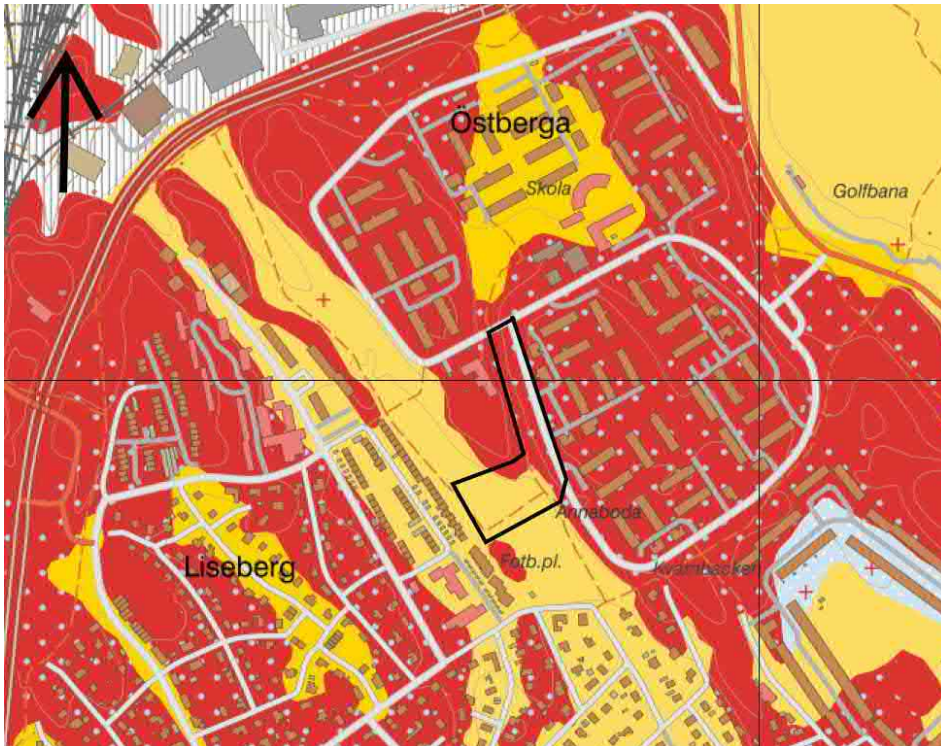 Östberga
Skola
Golfbana
Annaboda
Fotb.pl.
Liseberg
Kvarnbacken